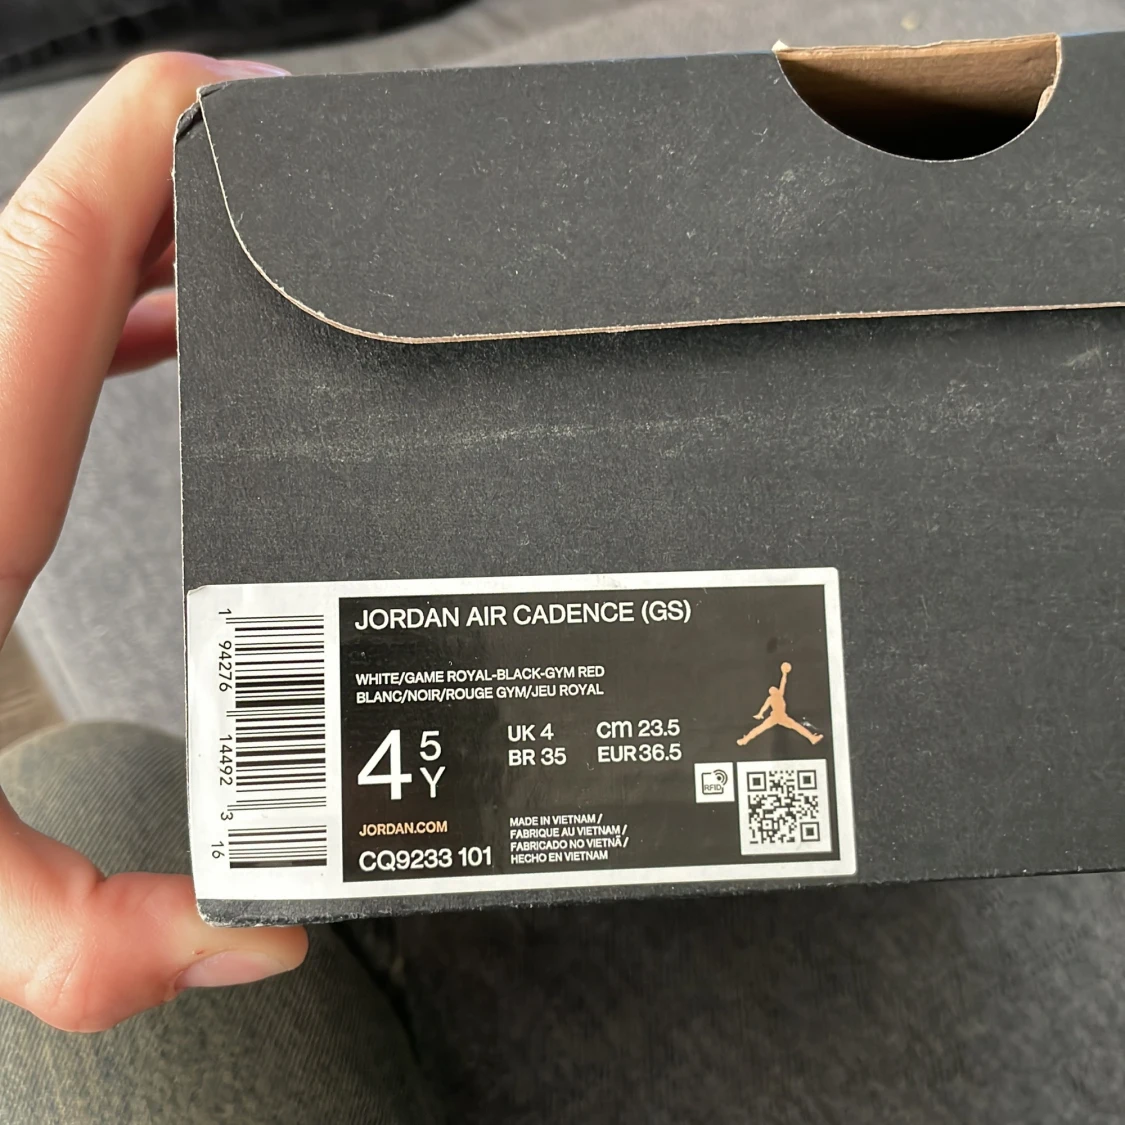 JORDAN AIR CADENCE (GS)
WHITE/GAME ROYAL-BLACK-GYM RED
BLANC/NOIR/ROUGE GYM/JEU ROYAL
4 5Y
UK 4 cm 23.5
BR 35 EUR 36.5
RFID
JORDAN.COM
CQ9233 101
MADE IN VIETNAM /
FABRIQUE AU VIETNAM /
FABRICADO NO VIETNÃ /
HECHO EN VIETNAM
1 94276 14492 3 16